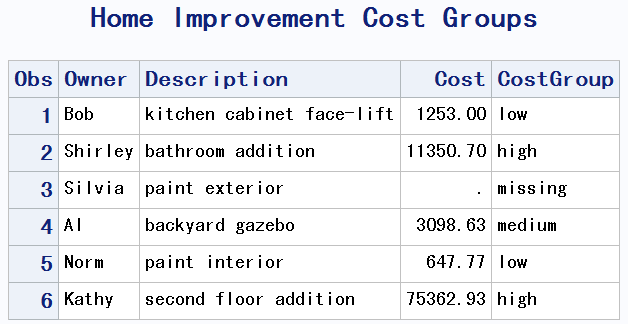 Home Improvement Cost Groups
Obs Owner Description Cost CostGroup
1 Bob kitchen cabinet face-lift 1253.00 low
2 Shirley bathroom addition 11350.70 high
3 Silvia paint exterior . missing
4 Al backyard gazebo 3098.63 medium
5 Norm paint interior 647.77 low
6 Kathy second floor addition 75362.93 high